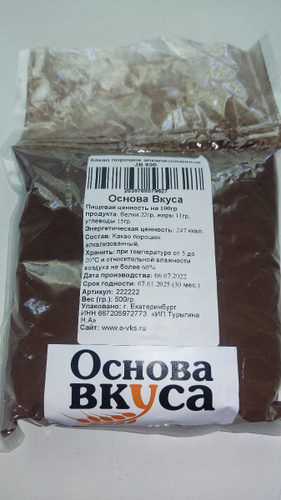 Какао порошок алкализованный
JB 800
2038765579827
Основа Вкуса
Пищевая ценность на 100гр
продукта: белки 22гр, жиры 11гр,
углеводы 15гр
Энергетическая ценность: 247 ккал.
Состав: Какао порошок
алкализованный.
Хранить: при температуре от 5 до
20°С и относительной влажности
воздуха не более 60%
Дата производства: 06.07.2022
Срок годности: 07.01.2025 (30 мес.)
Артикул: 222222
Вес (гр.): 500гр.
Упаковано: г. Екатеринбург
ИНН 667205972773 «ИП Турыгина
Н.А»
Сайт: www.o-vks.ru
Основа
вкуса